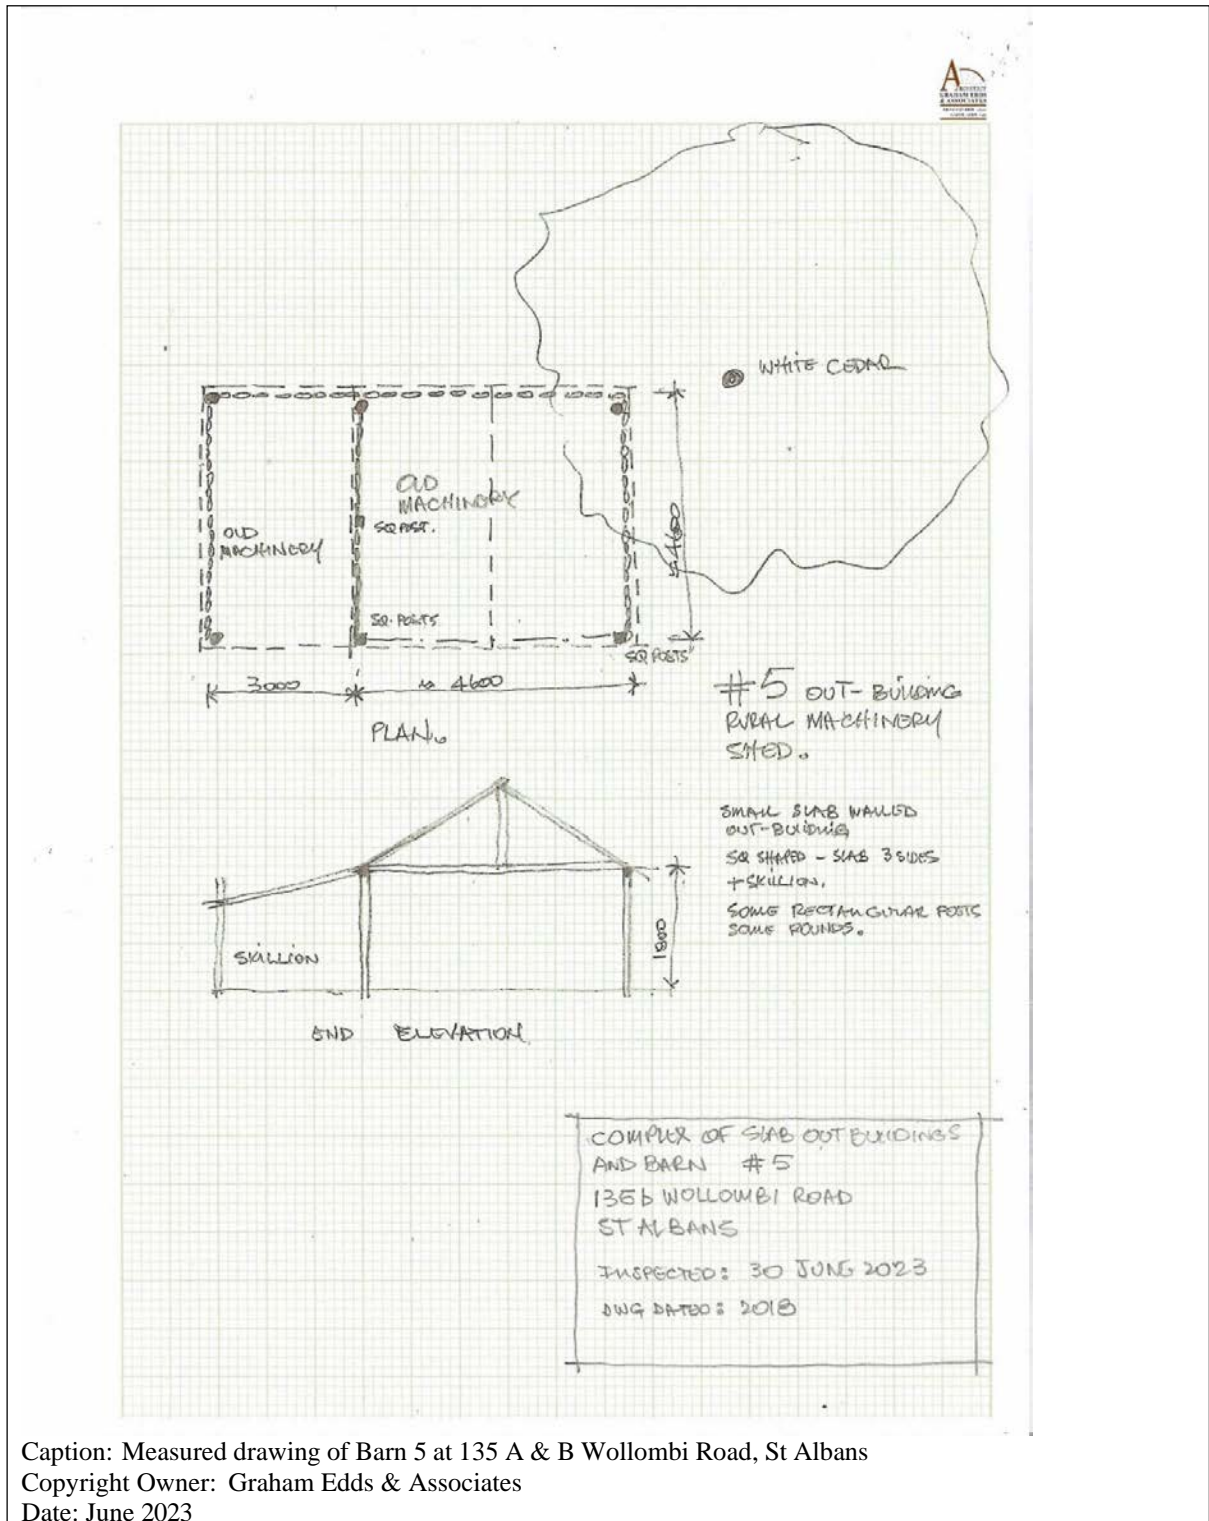 ARCHITECT
GRAHAM EDDS
& ASSOCIATES
WHITE CEDAR
OLD
MACHINERY
SQ POST.
OLD
MACHINERY
≈ 4600
SQ. POSTS
SQ POSTS
3000
≈ 4600
PLAN.
#5 OUT-BUILDING
RURAL MACHINERY
SHED.
SMALL SLAB WALLED
OUT-BUILDING
SQ SHAPED - SLAB 3 SIDES
+ SKILLION.
SOME RECTANGULAR POSTS
SOME ROUNDS.
1800
SKILLION
END ELEVATION
COMPLEX OF SLAB OUTBUILDINGS
AND BARN #5
135b WOLLOMBI ROAD
ST ALBANS
INSPECTED: 30 JUNE 2023
DWG DATED: 2018
Caption: Measured drawing of Barn 5 at 135 A & B Wollombi Road, St Albans
Copyright Owner: Graham Edds & Associates
Date: June 2023